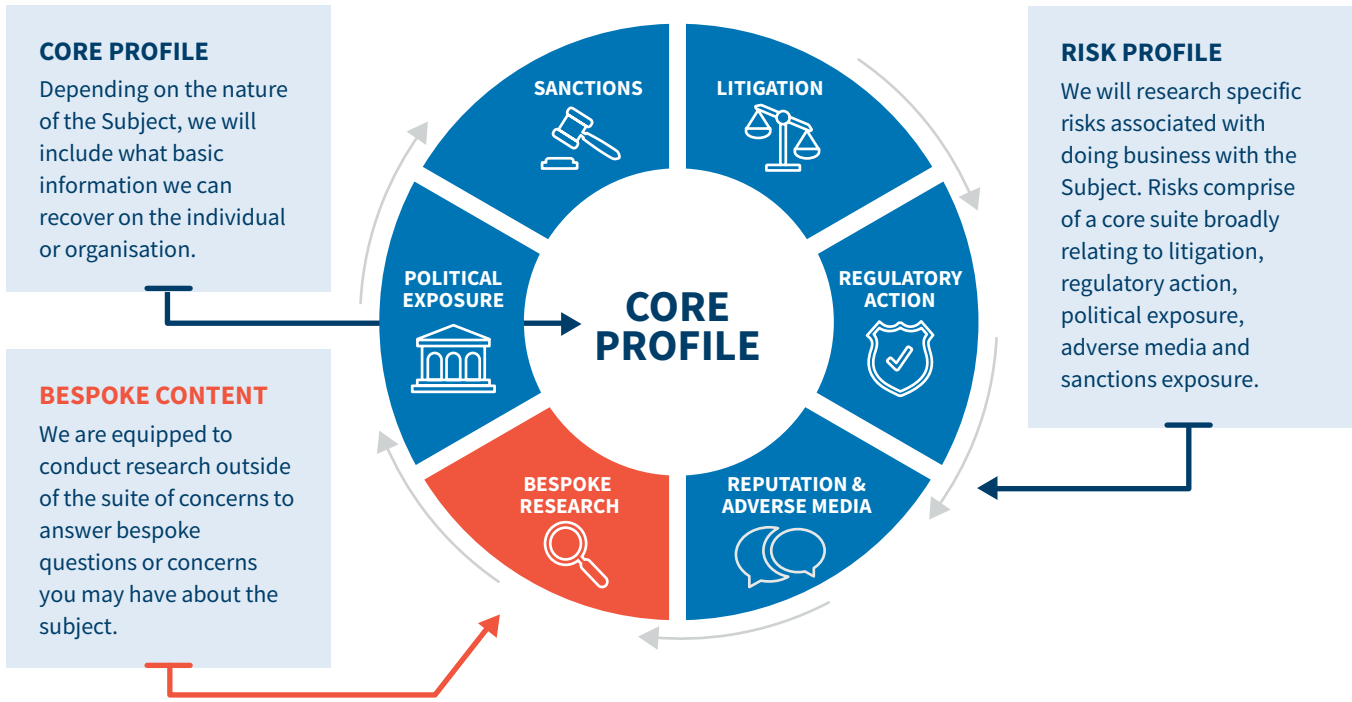 CORE PROFILE
Depending on the nature
of the Subject, we will
include what basic
information we can
recover on the individual
or organisation.
BESPOKE CONTENT
We are equipped to
conduct research outside
of the suite of concerns to
answer bespoke
questions or concerns
you may have about the
subject.
SANCTIONS
LITIGATION
POLITICAL
EXPOSURE
REGULATORY
ACTION
CORE
PROFILE
BESPOKE
RESEARCH
REPUTATION &
ADVERSE MEDIA
RISK PROFILE
We will research specific
risks associated with
doing business with the
Subject. Risks comprise
of a core suite broadly
relating to litigation,
regulatory action,
political exposure,
adverse media and
sanctions exposure.